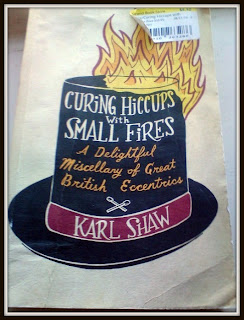 CURING HICCUPS
With
SMALL FIRES
A Delightful
Miscellany of Great
British Eccentrics
KARL SHAW